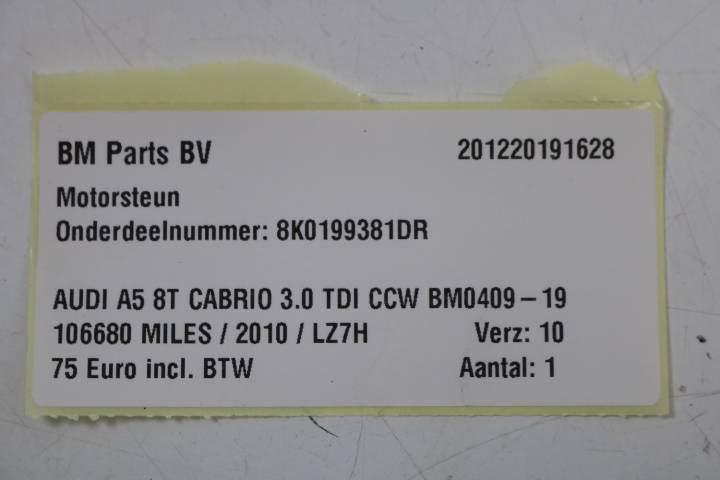 BM Parts BV 201220191628
Motorsteun
Onderdeelnummer: 8K0199381DR
AUDI A5 8T CABRIO 3.0 TDI CCW BM0409-19
106680 MILES / 2010 / LZ7H Verz: 10
75 Euro incl. BTW Aantal: 1